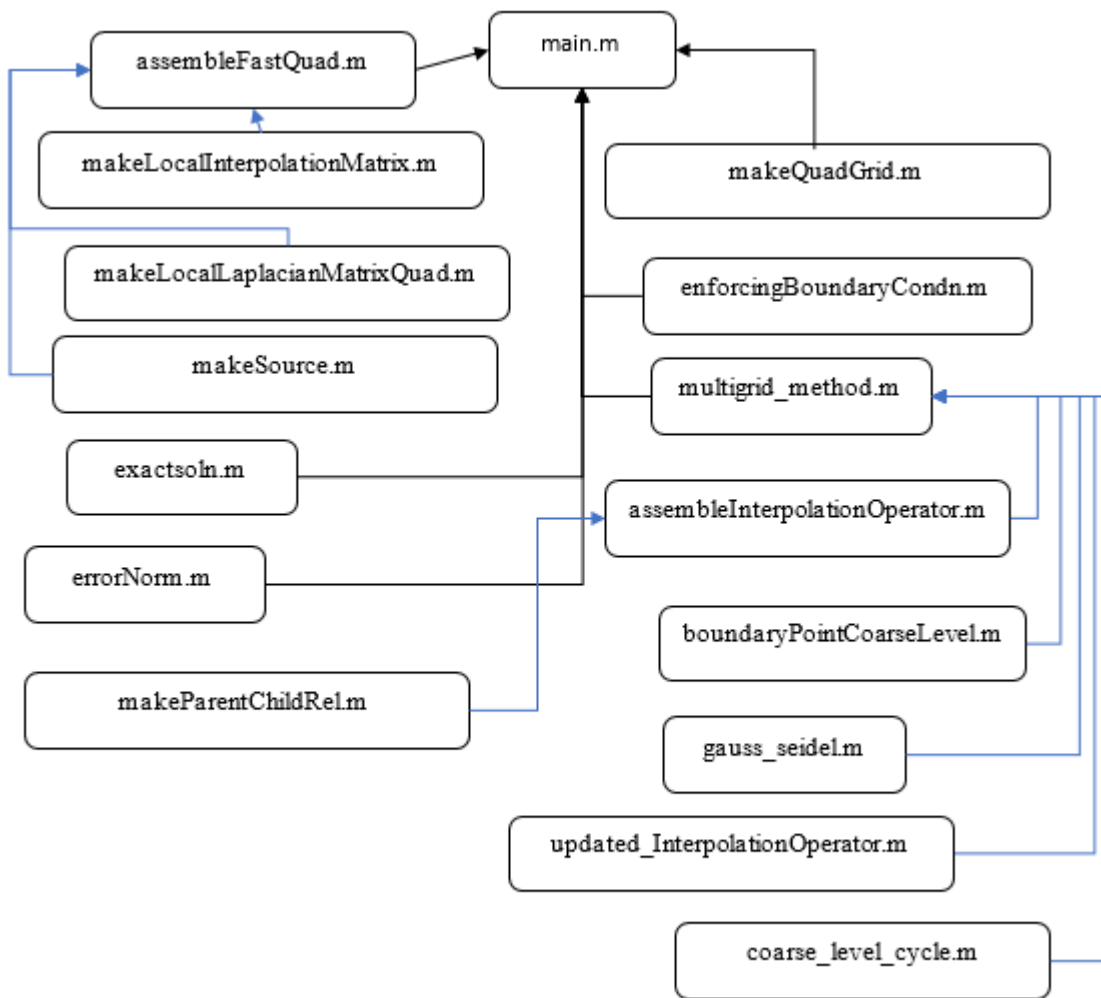 main.m
assembleFastQuad.m
makeLocalInterpolationMatrix.m
makeQuadGrid.m
makeLocalLaplacianMatrixQuad.m
enforcingBoundaryCondn.m
makeSource.m
multigrid_method.m
exactsoln.m
assembleInterpolationOperator.m
errorNorm.m
boundaryPointCoarseLevel.m
makeParentChildRel.m
gauss_seidel.m
updated_InterpolationOperator.m
coarse_level_cycle.m